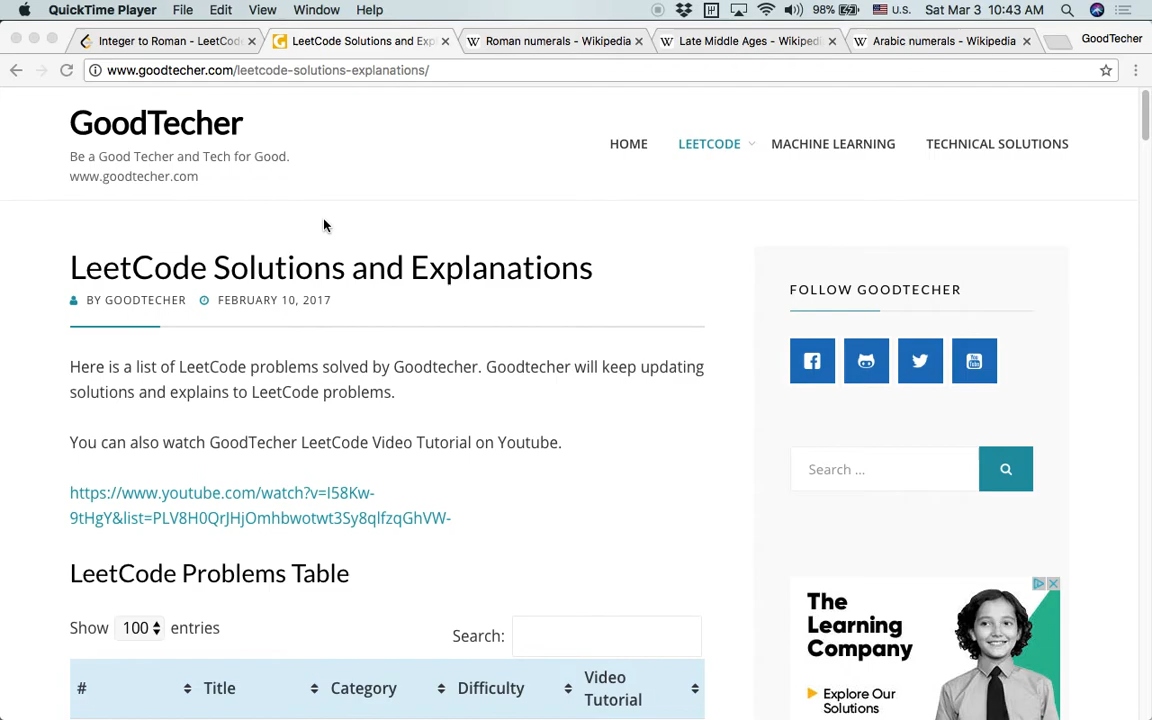 QuickTime Player File Edit View Window Help 98% U.S. Sat Mar 3 10:43 AM
Integer to Roman - LeetCode LeetCode Solutions and Exp Roman numerals - Wikipedia Late Middle Ages - Wikiped Arabic numerals - Wikipedia GoodTecher
www.goodtecher.com/leetcode-solutions-explanations/
GoodTecher
Be a Good Techer and Tech for Good.
www.goodtecher.com
HOME LEETCODE MACHINE LEARNING TECHNICAL SOLUTIONS
LeetCode Solutions and Explanations
BY GOODTECHER FEBRUARY 10, 2017
Here is a list of LeetCode problems solved by Goodtecher. Goodtecher will keep updating
solutions and explains to LeetCode problems.
You can also watch GoodTecher LeetCode Video Tutorial on Youtube.
https://www.youtube.com/watch?v=I58Kw-
9tHgY&list=PLV8H0QrJHjOmhbwotwt3Sy8qlfzqGhVW-
LeetCode Problems Table
Show 100 entries
Search:
# Title Category Difficulty Video
Tutorial
FOLLOW GOODTECHER
You
Tube
Search ...
The
Learning
Company
Explore Our
Solutions